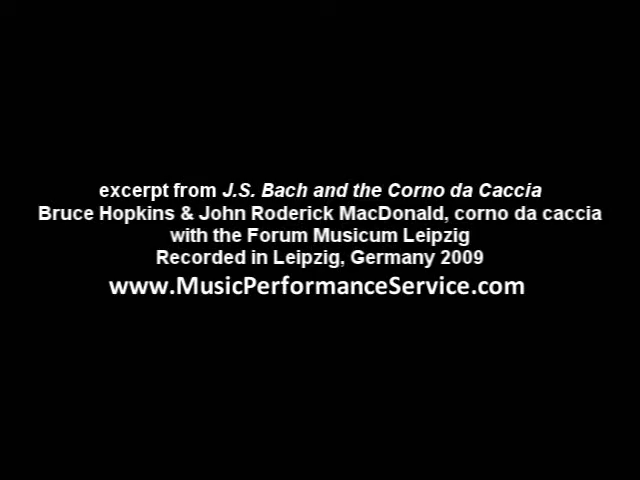 excerpt from J.S. Bach and the Corno da Caccia
Bruce Hopkins & John Roderick MacDonald, corno da caccia
with the Forum Musicum Leipzig
Recorded in Leipzig, Germany 2009
www.MusicPerformanceService.com